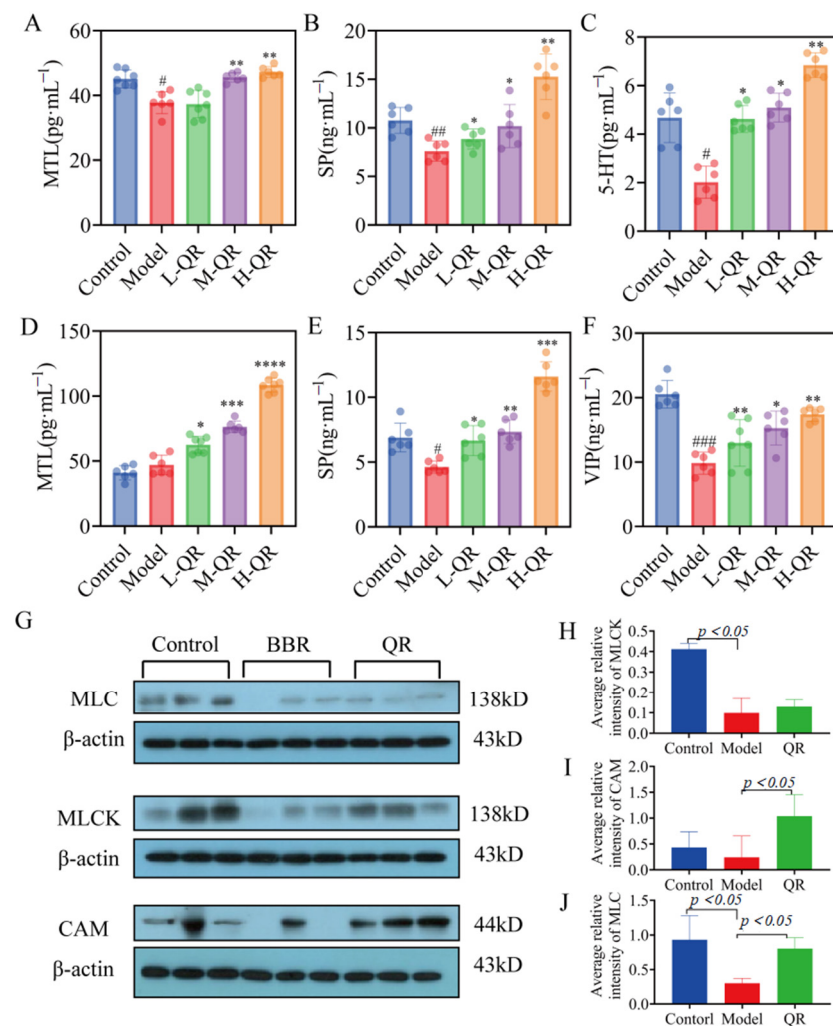 A
MTL(pg·mL⁻¹)
60
40
20
0
#
**
**
Control
Model
L-QR
M-QR
H-QR
B
SP(ng·mL⁻¹)
20
15
10
5
0
##
*
*
**
Control
Model
L-QR
M-QR
H-QR
C
5-HT(pg·mL⁻¹)
8
6
4
2
0
#
*
*
**
Control
Model
L-QR
M-QR
H-QR
D
MTL(pg·mL⁻¹)
150
100
50
0
*
***
****
Control
Model
L-QR
M-QR
H-QR
E
SP(ng·mL⁻¹)
15
10
5
0
#
*
**
***
Control
Model
L-QR
M-QR
H-QR
F
VIP(ng·mL⁻¹)
30
20
10
0
###
**
*
**
Control
Model
L-QR
M-QR
H-QR
G
Control BBR QR
MLC 138kD
β-actin 43kD
MLCK 138kD
β-actin 43kD
CAM 44kD
β-actin 43kD
H
Average relative
intensity of MLCK
0.5
0.4
0.3
0.2
0.1
0.0
p <0.05
Control Model QR
I
Average relative
intensity of CAM
2.0
1.5
1.0
0.5
0.0
p <0.05
Control Model QR
J
Average relative
intensity of MLC
1.5
1.0
0.5
0.0
p <0.05
p <0.05
Control Model QR